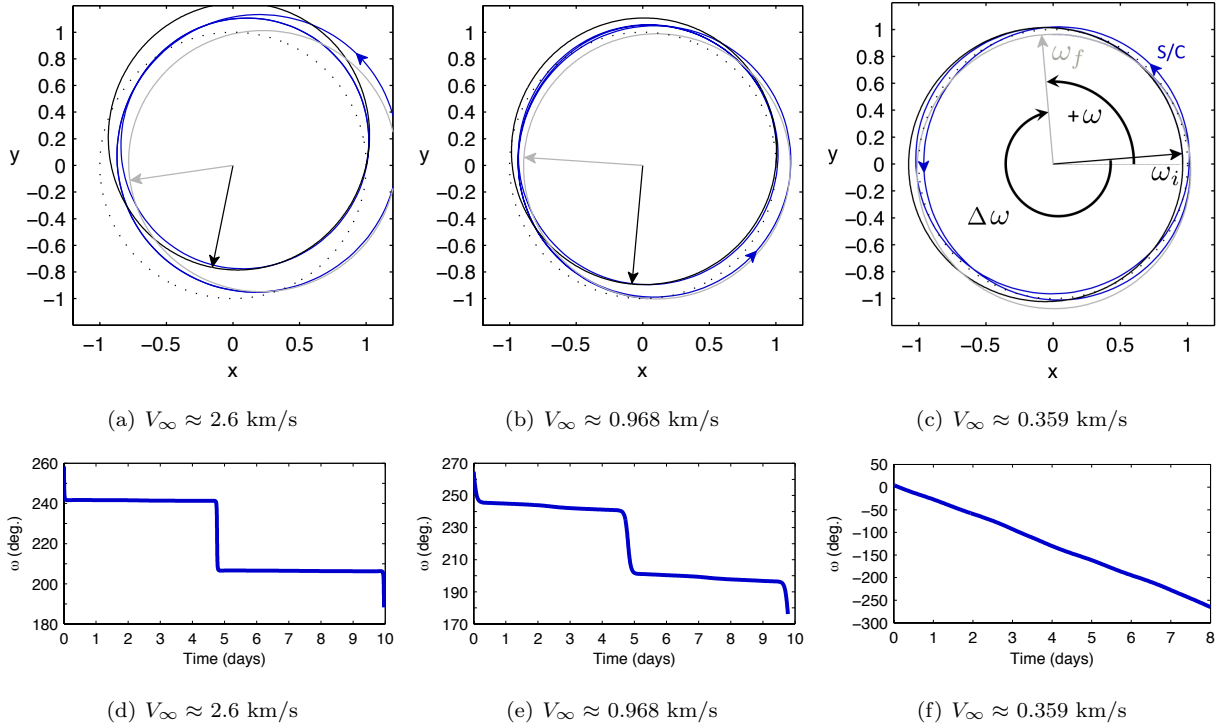 1
0.8
0.6
0.4
0.2
0
−0.2
−0.4
−0.6
−0.8
−1
y
−1 −0.5 0 0.5 1
x
(a) V∞ ≈ 2.6 km/s
1
0.8
0.6
0.4
0.2
0
−0.2
−0.4
−0.6
−0.8
−1
y
−1 −0.5 0 0.5 1
x
(b) V∞ ≈ 0.968 km/s
1
0.8
0.6
0.4
0.2
0
−0.2
−0.4
−0.6
−0.8
−1
y
S/C
ωf
+ω
ωi
Δω
−1 −0.5 0 0.5 1
x
(c) V∞ ≈ 0.359 km/s
260
240
220
200
180
ω (deg.)
0 1 2 3 4 5 6 7 8 9 10
Time (days)
(d) V∞ ≈ 2.6 km/s
270
250
230
210
190
170
ω (deg.)
0 1 2 3 4 5 6 7 8 9 10
Time (days)
(e) V∞ ≈ 0.968 km/s
50
0
−50
−100
−150
−200
−250
−300
ω (deg.)
0 1 2 3 4 5 6 7 8
Time (days)
(f) V∞ ≈ 0.359 km/s